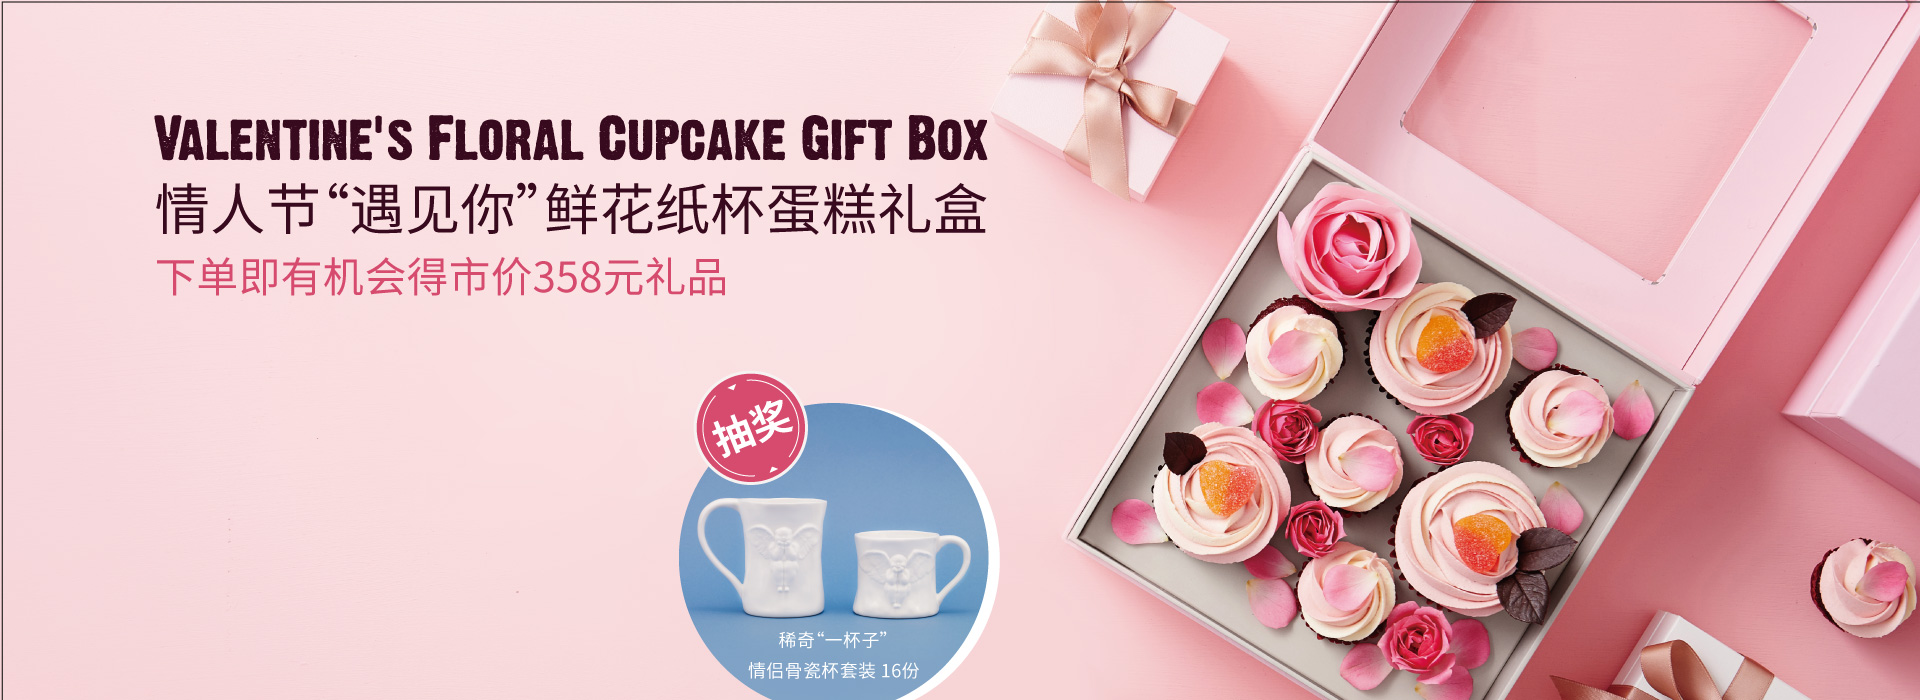 VALENTINE'S FLORAL CUPCAKE GIFT BOX
情人节“遇见你”鲜花纸杯蛋糕礼盒
下单即有机会得市价358元礼品
抽奖
稀奇“一杯子”
情侣骨瓷杯套装 16份